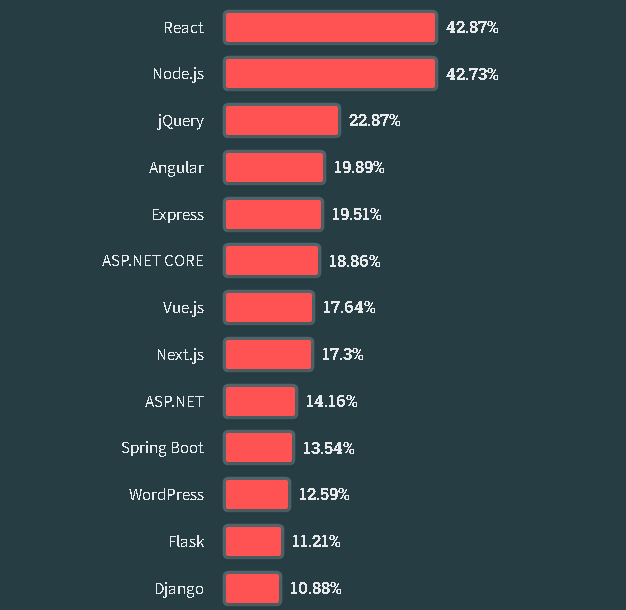 React 42.87%
Node.js 42.73%
jQuery 22.87%
Angular 19.89%
Express 19.51%
ASP.NET CORE 18.86%
Vue.js 17.64%
Next.js 17.3%
ASP.NET 14.16%
Spring Boot 13.54%
WordPress 12.59%
Flask 11.21%
Django 10.88%